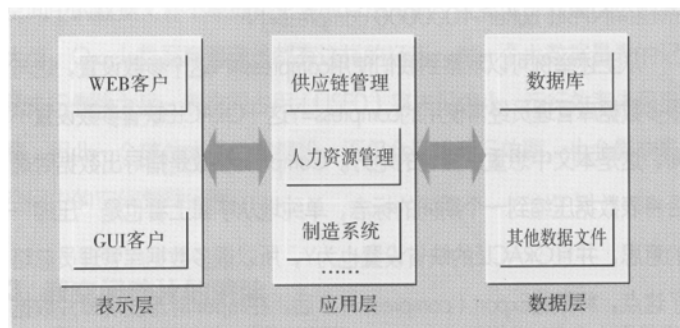 WEB客户
GUI客户
表示层
供应链管理
人力资源管理
制造系统
……
应用层
数据库
其他数据文件
数据层